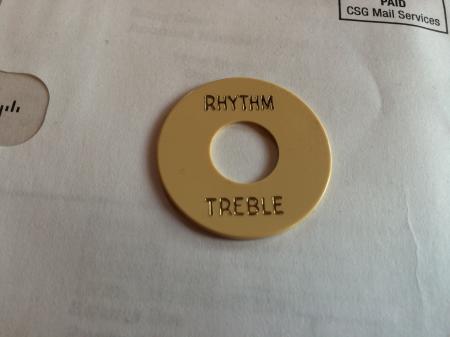 PAID
CSG Mail Services
RHYTHM
TREBLE